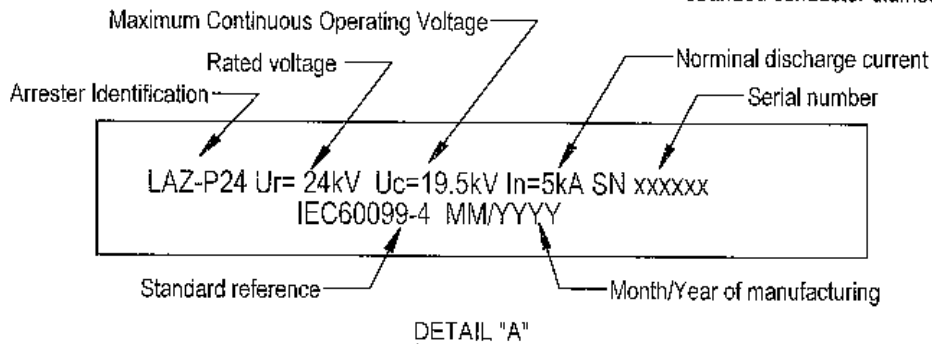 Maximum Continuous Operating Voltage
Rated voltage
Norminal discharge current
Arrester Identification
Serial number
LAZ-P24 Ur= 24kV Uc=19.5kV In=5kA SN xxxxxx
IEC60099-4 MM/YYYY
Standard reference
Month/Year of manufacturing
DETAIL "A"